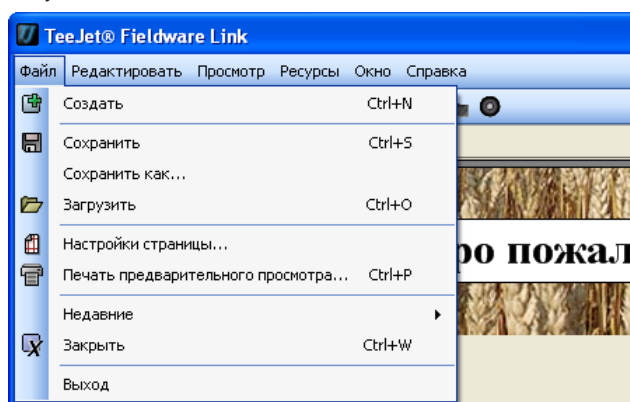 TeeJet® Fieldware Link
Файл Редактировать Просмотр Ресурсы Окно Справка
Создать Ctrl+N
Сохранить Ctrl+S
Сохранить как...
Загрузить Ctrl+O
Настройки страницы...
ро пожал
Печать предварительного просмотра... Ctrl+P
Недавние
Закрыть Ctrl+W
Выход